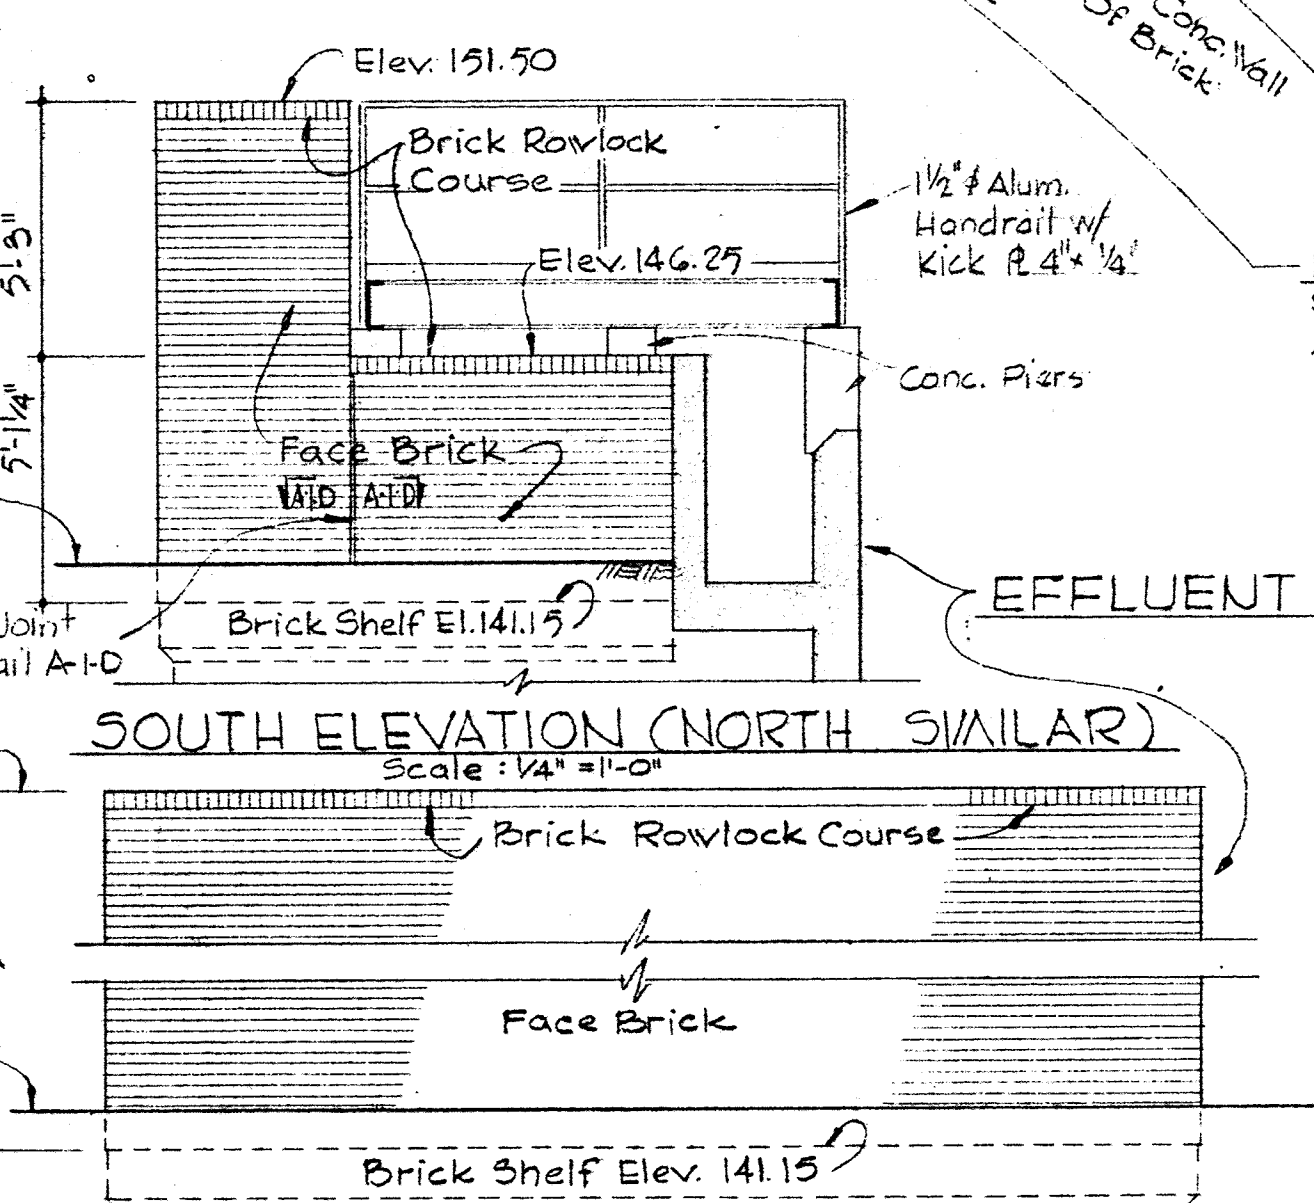 Conc. Wall
Of Brick
Elev. 151.50
Brick Rowlock
Course
1½"⌀ Alum.
Handrail w/
Kick ℄ 4"x ¼"
5'-3"
Elev. 146.25
Conc. Piers
5'-1¼"
Face Brick
A-1-D A-1-D
EFFLUENT
Brick Shelf El. 141.15
Joint
A-1-D
SOUTH ELEVATION (NORTH SIMILAR)
Scale : ¼" = 1'-0"
Brick Rowlock Course
Face Brick
Brick Shelf Elev. 141.15